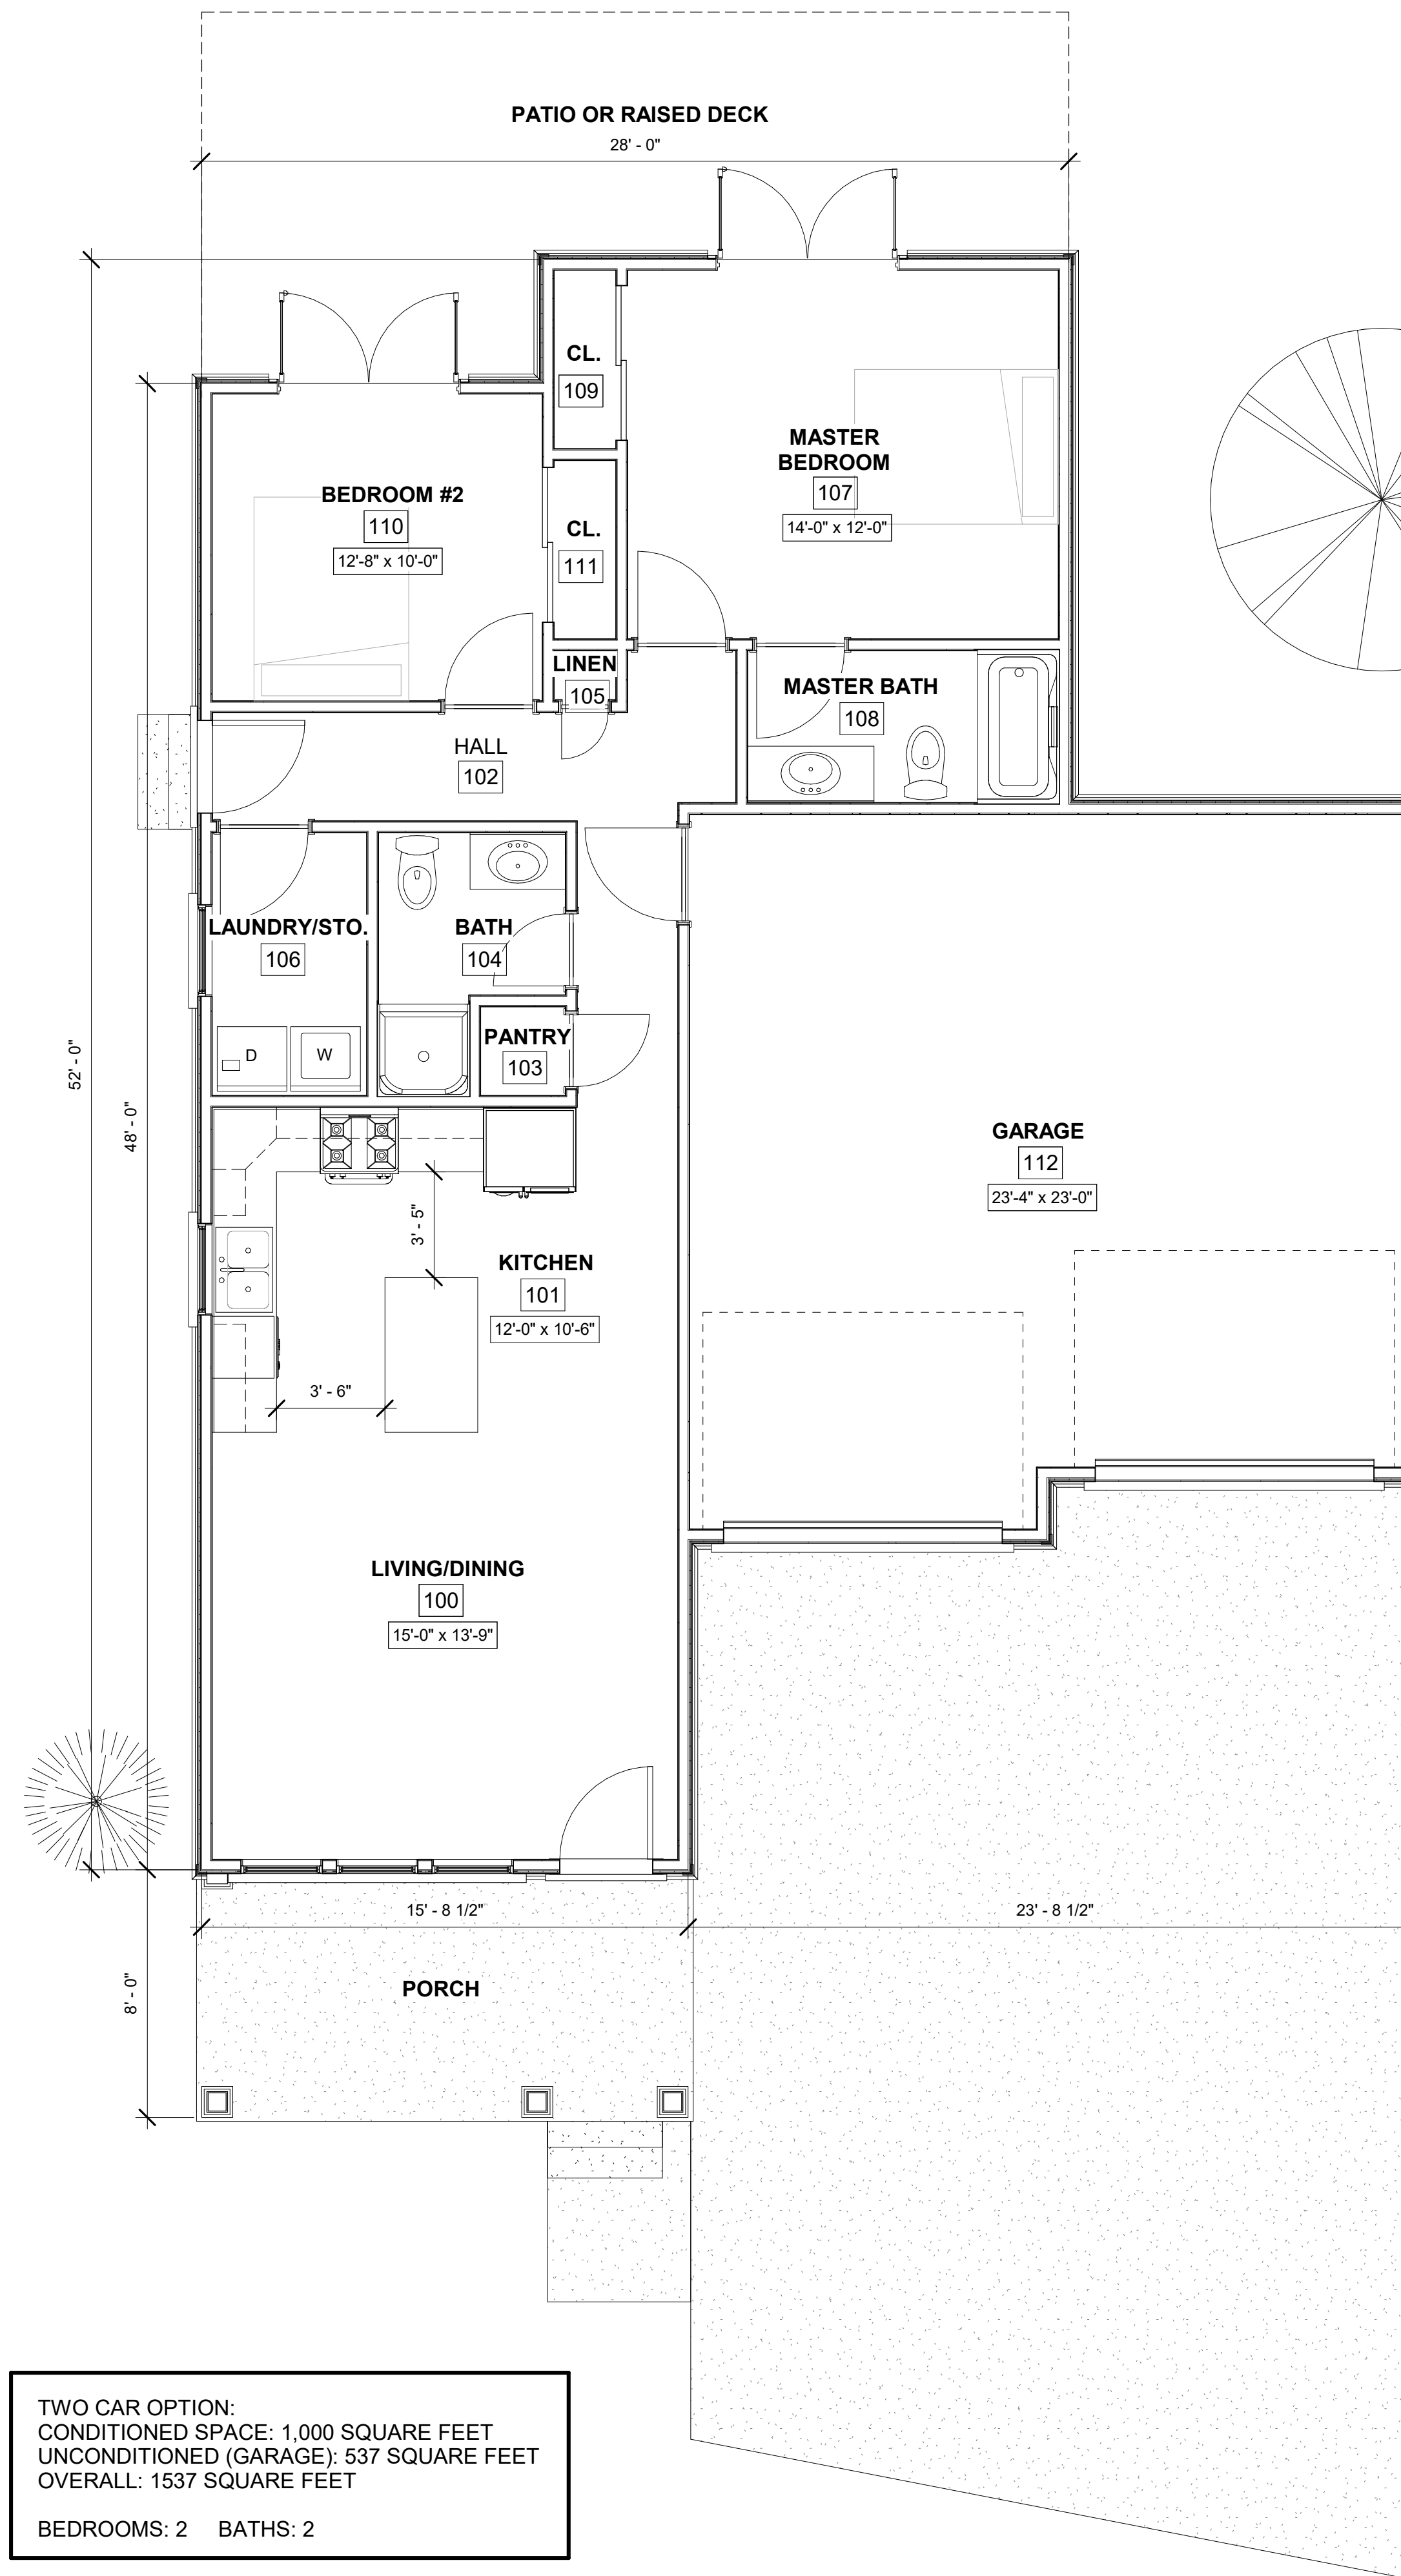 PATIO OR RAISED DECK
28' - 0"
CL.
109
MASTER
BEDROOM
107
14'-0" x 12'-0"
BEDROOM #2
110
12'-8" x 10'-0"
CL.
111
LINEN
105
MASTER BATH
108
HALL
102
LAUNDRY/STO.
106
BATH
104
D
W
PANTRY
103
52' - 0"
48' - 0"
GARAGE
112
23'-4" x 23'-0"
3' - 5"
KITCHEN
101
12'-0" x 10'-6"
3' - 6"
LIVING/DINING
100
15'-0" x 13'-9"
15' - 8 1/2"
23' - 8 1/2"
8' - 0"
PORCH
TWO CAR OPTION:
CONDITIONED SPACE: 1,000 SQUARE FEET
UNCONDITIONED (GARAGE): 537 SQUARE FEET
OVERALL: 1537 SQUARE FEET
BEDROOMS: 2 BATHS: 2